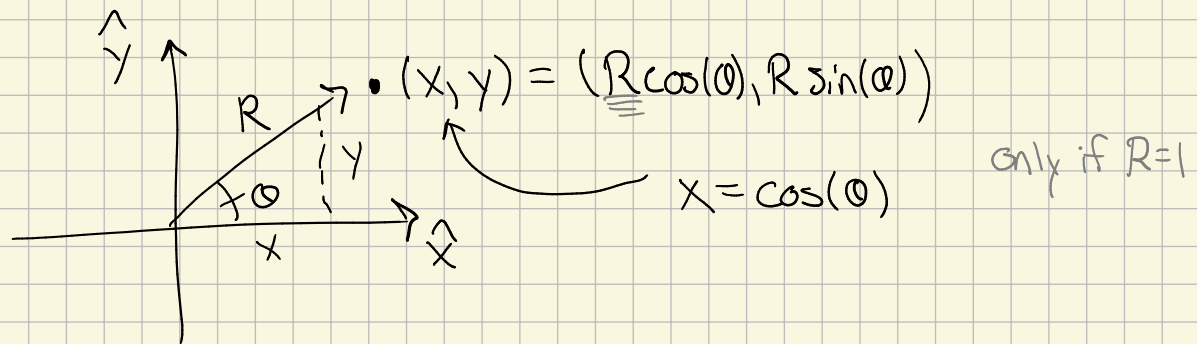 ŷ
R
• (x, y) = (Rcos(θ), R sin(θ))
y
only if R=1
θ
x = cos(θ)
x
x̂